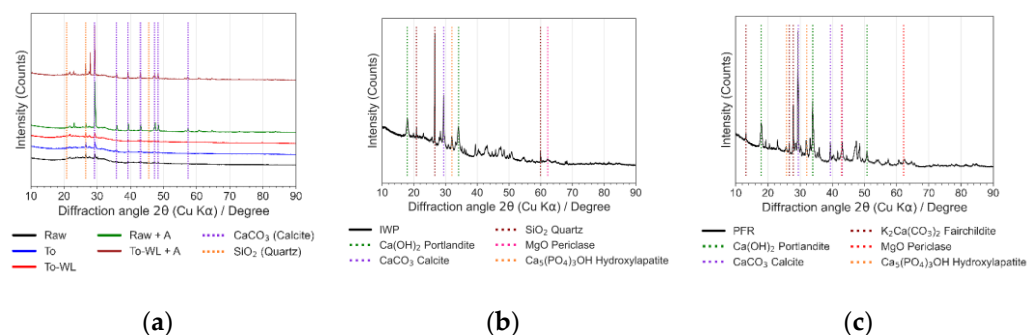 (a)
Intensity (Counts)
10 20 30 40 50 60 70 80 90
Diffraction angle 2θ (Cu Kα) / Degree
Raw
To
To-WL
Raw + A
To-WL + A
CaCO₃ (Calcite)
SiO₂ (Quartz)
(a)
(b)
Intensity (Counts)
10 20 30 40 50 60 70 80 90
Diffraction angle 2θ (Cu Kα) / Degree
IWP
Ca(OH)₂ Portlandite
CaCO₃ Calcite
SiO₂ Quartz
MgO Periclase
Ca₅(PO₄)₃OH Hydroxylapatite
(b)
(c)
Intensity (Counts)
10 20 30 40 50 60 70 80 90
Diffraction angle 2θ (Cu Kα) / Degree
PFR
Ca(OH)₂ Portlandite
CaCO₃ Calcite
K₂Ca(CO₃)₂ Fairchildite
MgO Periclase
Ca₅(PO₄)₃OH Hydroxylapatite
(c)